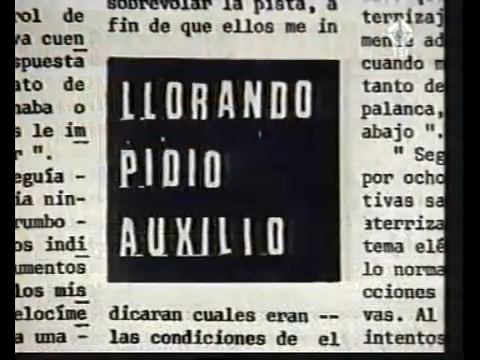 rol de
va cuen
spuesta
ato de
naba o
s le im
r ".
eguía -
ia nin-
rumbo -
os indi
umentos
los mis
elocíme
a una -
sobrevolar la pista, a
fin de que ellos me in
LLORANDO
PIDIO
AUXILIO
dicaran cuales eran --
las condiciones de el
terrizaj
mente ad
cuando m
tanto de
palanca,
abajo ".
" Seg
por ocho
tivas sa
aterriza
tema elé
lo norma
cciones
vas. Al
intentos